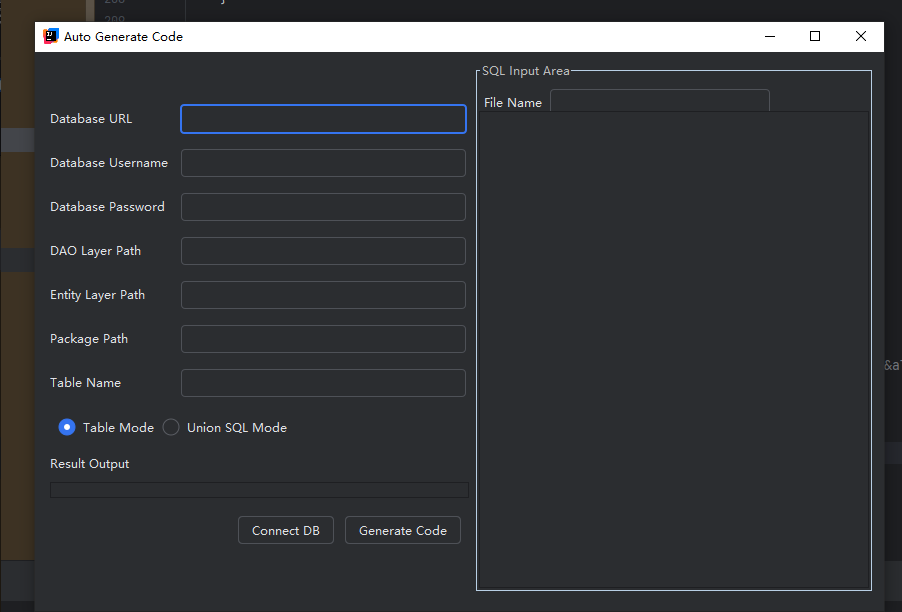 Auto Generate Code
SQL Input Area
File Name
Database URL
Database Username
Database Password
DAO Layer Path
Entity Layer Path
Package Path
Table Name
Table Mode Union SQL Mode
Result Output
Connect DB Generate Code